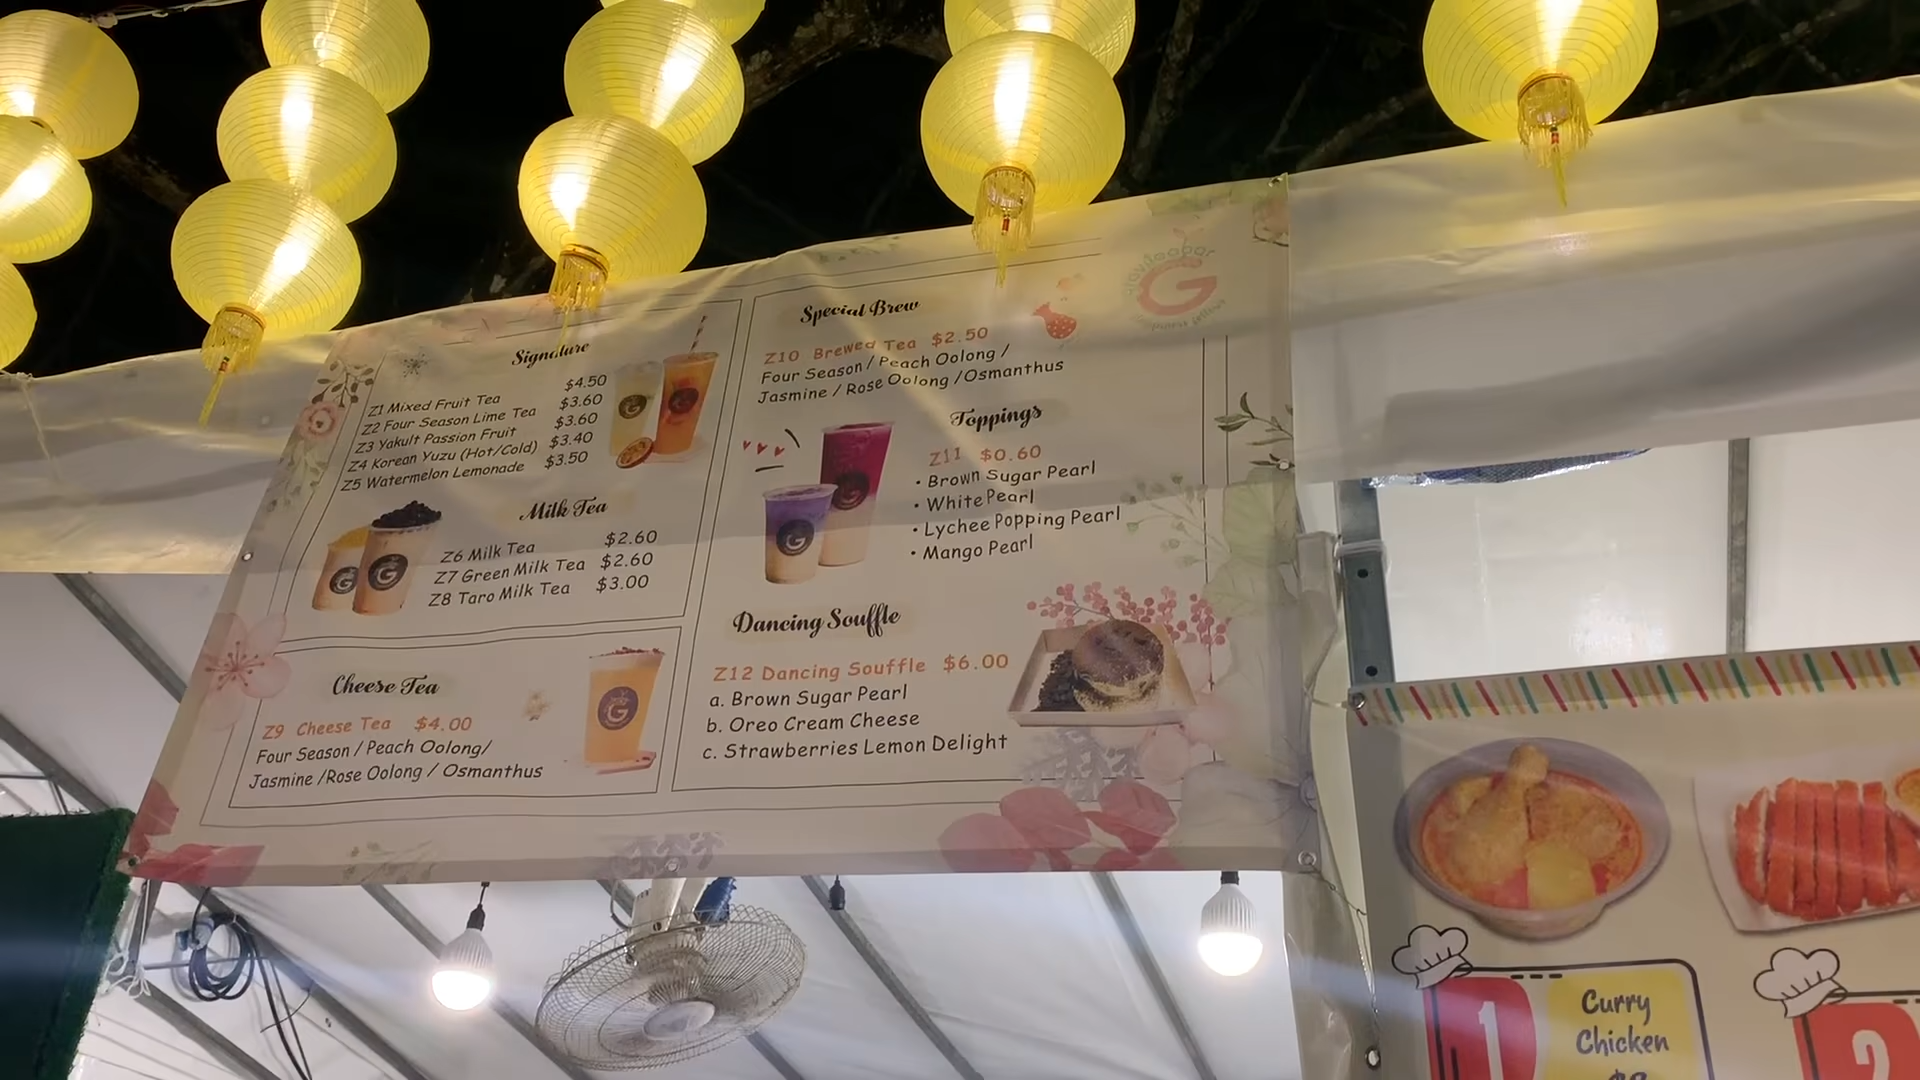 Signature
Z1 Mixed Fruit Tea $4.50
Z2 Four Season Lime Tea $3.60
Z3 Yakult Passion Fruit $3.60
Z4 Korean Yuzu (Hot/Cold) $3.40
Z5 Watermelon Lemonade $3.50
Milk Tea
Z6 Milk Tea $2.60
Z7 Green Milk Tea $2.60
Z8 Taro Milk Tea $3.00
Cheese Tea
Z9 Cheese Tea $4.00
Four Season / Peach Oolong/
Jasmine /Rose Oolong / Osmanthus
Special Brew
Z10 Brewed Tea $2.50
Four Season / Peach Oolong /
Jasmine / Rose Oolong /Osmanthus
Toppings
Z11 $0.60
• Brown Sugar Pearl
• White Pearl
• Lychee Popping Pearl
• Mango Pearl
Dancing Souffle
Z12 Dancing Souffle $6.00
a. Brown Sugar Pearl
b. Oreo Cream Cheese
c. Strawberries Lemon Delight
G
G
G
G
G
G
G
G
1
Curry
Chicken
2